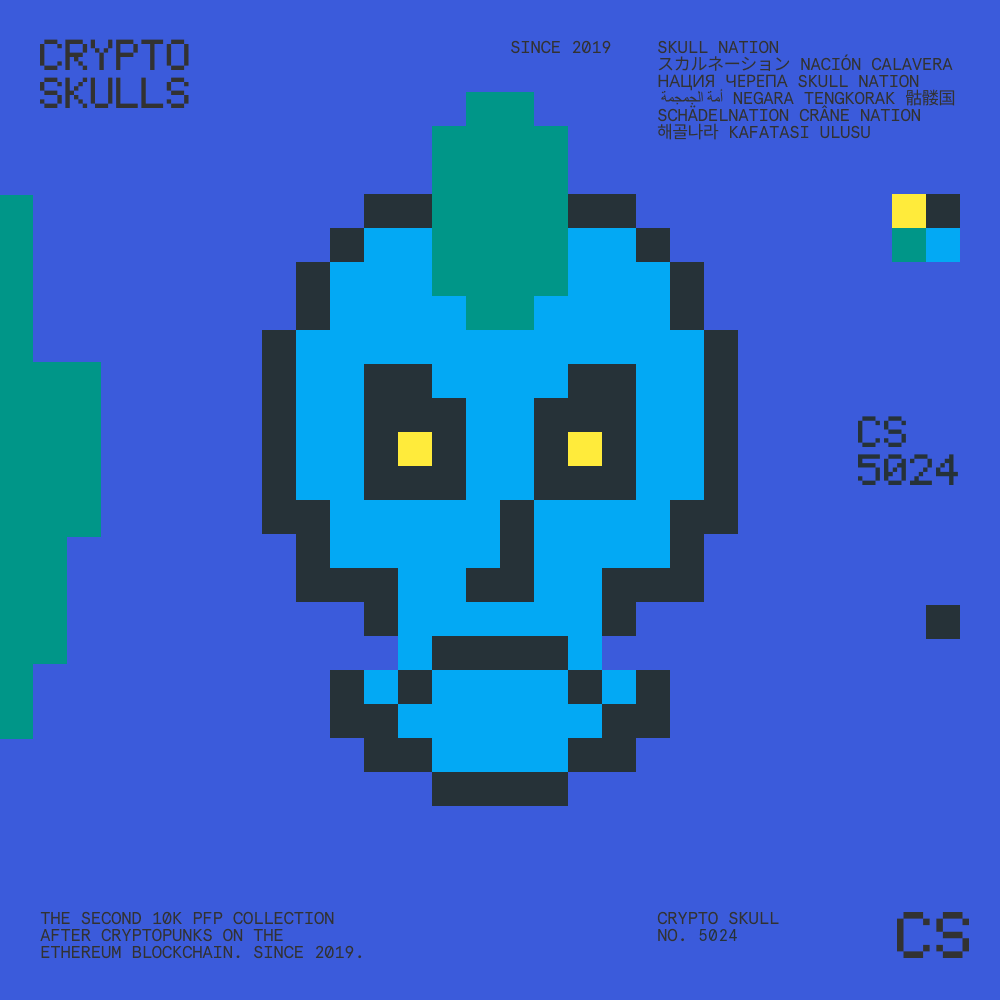 CRYPTO
SKULLS
SINCE 2019
SKULL NATION
スカルネーション NACIÓN CALAVERA
НАЦИЯ ЧЕРЕПА SKULL NATION
أمة الجمجمة NEGARA TENGKORAK 骷髅国
SCHÄDELNATION CRÂNE NATION
해골나라 KAFATASI ULUSU
CS
5024
THE SECOND 10K PFP COLLECTION
AFTER CRYPTOPUNKS ON THE
ETHEREUM BLOCKCHAIN. SINCE 2019.
CRYPTO SKULL
NO. 5024
CS